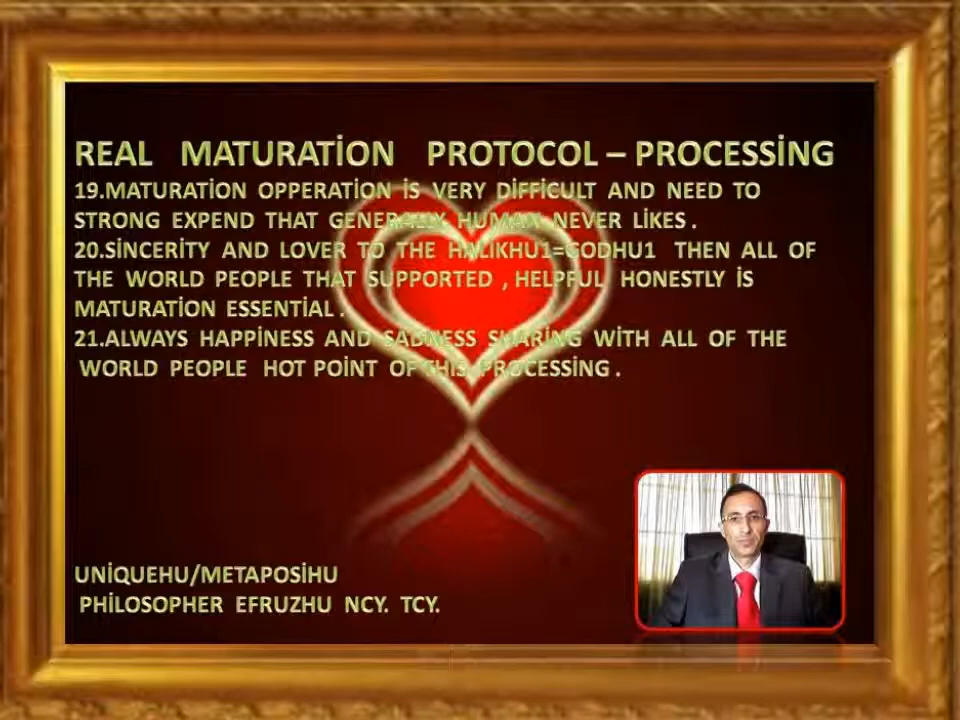 REAL MATURATİON PROTOCOL – PROCESSİNG
19.MATURATİON OPPERATİON İS VERY DİFFİCULT AND NEED TO
STRONG EXPEND THAT GENERALLY HUMAN NEVER LİKES .
20.SİNCERİTY AND LOVER TO THE HALIKHU1=GODHU1 THEN ALL OF
THE WORLD PEOPLE THAT SUPPORTED , HELPFUL HONESTLY İS
MATURATİON ESSENTİAL .
21.ALWAYS HAPPİNESS AND SADNESS SHARİNG WİTH ALL OF THE
WORLD PEOPLE HOT POİNT OF THIS PROCESSİNG .
UNİQUEHU/METAPOSİHU
PHİLOSOPHER EFRUZHU NCY. TCY.